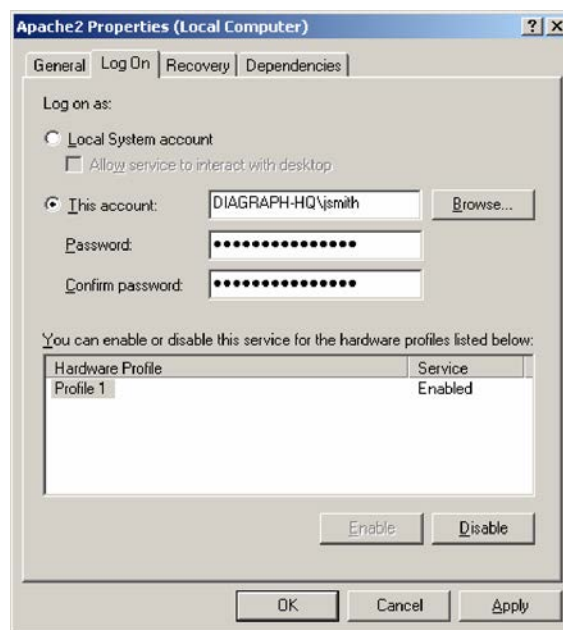 Apache2 Properties (Local Computer)
General Log On Recovery Dependencies
Log on as:
Local System account
Allow service to interact with desktop
This account: DIAGRAPH-HQ\jsmith Browse...
Password: •••••••••••••••
Confirm password: •••••••••••••••
You can enable or disable this service for the hardware profiles listed below:
Hardware Profile Service
Profile 1 Enabled
Enable Disable
OK Cancel Apply